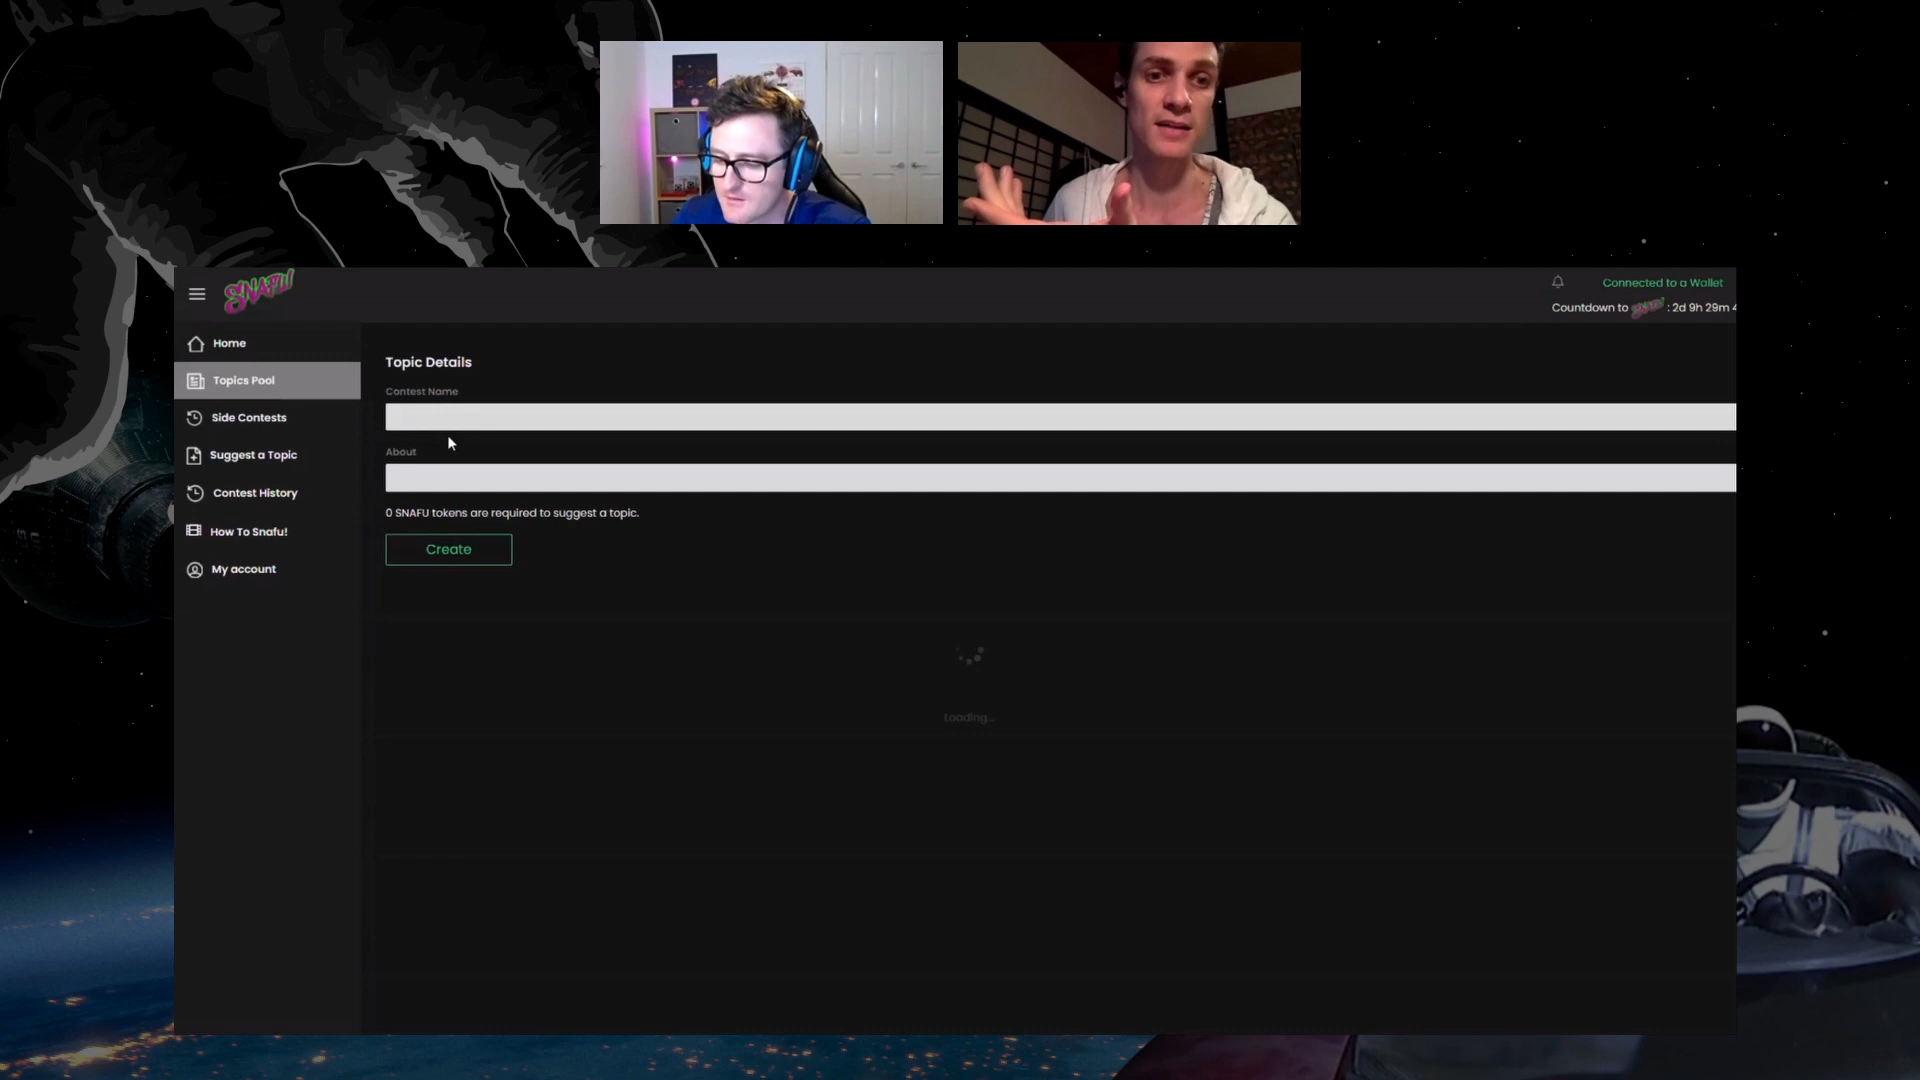 SNAFU
Connected to a Wallet
Countdown to SNAFU : 2d 9h 29m
Home
Topics Pool
Side Contests
Suggest a Topic
Contest History
How To Snafu!
My account
Topic Details
Contest Name
About
0 SNAFU tokens are required to suggest a topic.
Create
Loading...